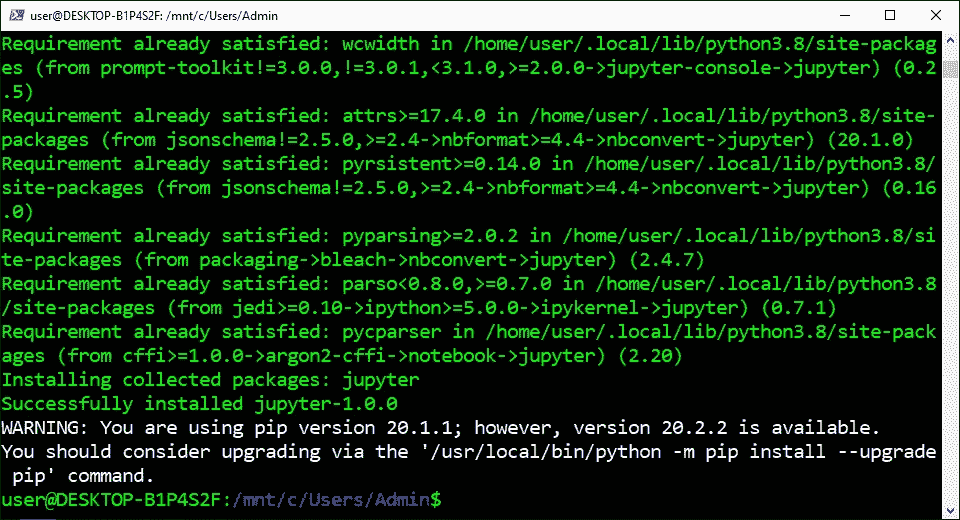 user@DESKTOP-B1P4S2F: /mnt/c/Users/Admin
Requirement already satisfied: wcwidth in /home/user/.local/lib/python3.8/site-packag
es (from prompt-toolkit!=3.0.0,!=3.0.1,<3.1.0,>=2.0.0->jupyter-console->jupyter) (0.2
.5)
Requirement already satisfied: attrs>=17.4.0 in /home/user/.local/lib/python3.8/site-
packages (from jsonschema!=2.5.0,>=2.4->nbformat>=4.4->nbconvert->jupyter) (20.1.0)
Requirement already satisfied: pyrsistent>=0.14.0 in /home/user/.local/lib/python3.8/
site-packages (from jsonschema!=2.5.0,>=2.4->nbformat>=4.4->nbconvert->jupyter) (0.16
.0)
Requirement already satisfied: pyparsing>=2.0.2 in /home/user/.local/lib/python3.8/si
te-packages (from packaging->bleach->nbconvert->jupyter) (2.4.7)
Requirement already satisfied: parso<0.8.0,>=0.7.0 in /home/user/.local/lib/python3.8
/site-packages (from jedi>=0.10->ipython>=5.0.0->ipykernel->jupyter) (0.7.1)
Requirement already satisfied: pycparser in /home/user/.local/lib/python3.8/site-pack
ages (from cffi>=1.0.0->argon2-cffi->notebook->jupyter) (2.20)
Installing collected packages: jupyter
Successfully installed jupyter-1.0.0
WARNING: You are using pip version 20.1.1; however, version 20.2.2 is available.
You should consider upgrading via the '/usr/local/bin/python -m pip install --upgrade
 pip' command.
user@DESKTOP-B1P4S2F:/mnt/c/Users/Admin$